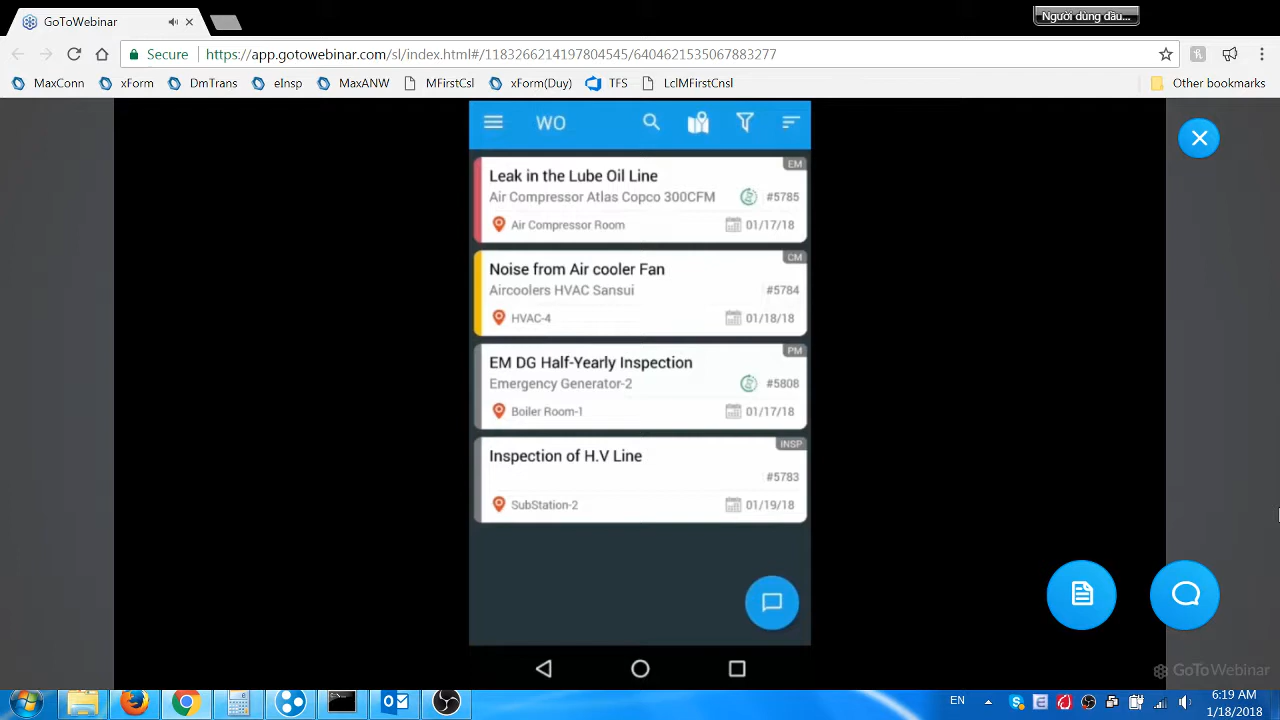 GoToWebinar
Người dùng dầu...
Secure
https://app.gotowebinar.com/sl/index.html#/1183266214197804545/6404621535067883277
MaxConn
xForm
DmTrans
eInsp
MaxANW
MFirstCsl
xForm(Duy)
TFS
LclMFirstCnsl
Other bookmarks
WO
EM
Leak in the Lube Oil Line
Air Compressor Atlas Copco 300CFM
#5785
Air Compressor Room
01/17/18
CM
Noise from Air cooler Fan
Aircoolers HVAC Sansui
#5784
HVAC-4
01/18/18
PM
EM DG Half-Yearly Inspection
Emergency Generator-2
#5808
Boiler Room-1
01/17/18
INSP
Inspection of H.V Line
#5783
SubStation-2
01/19/18
GoToWebinar
EN
6:19 AM
1/18/2018